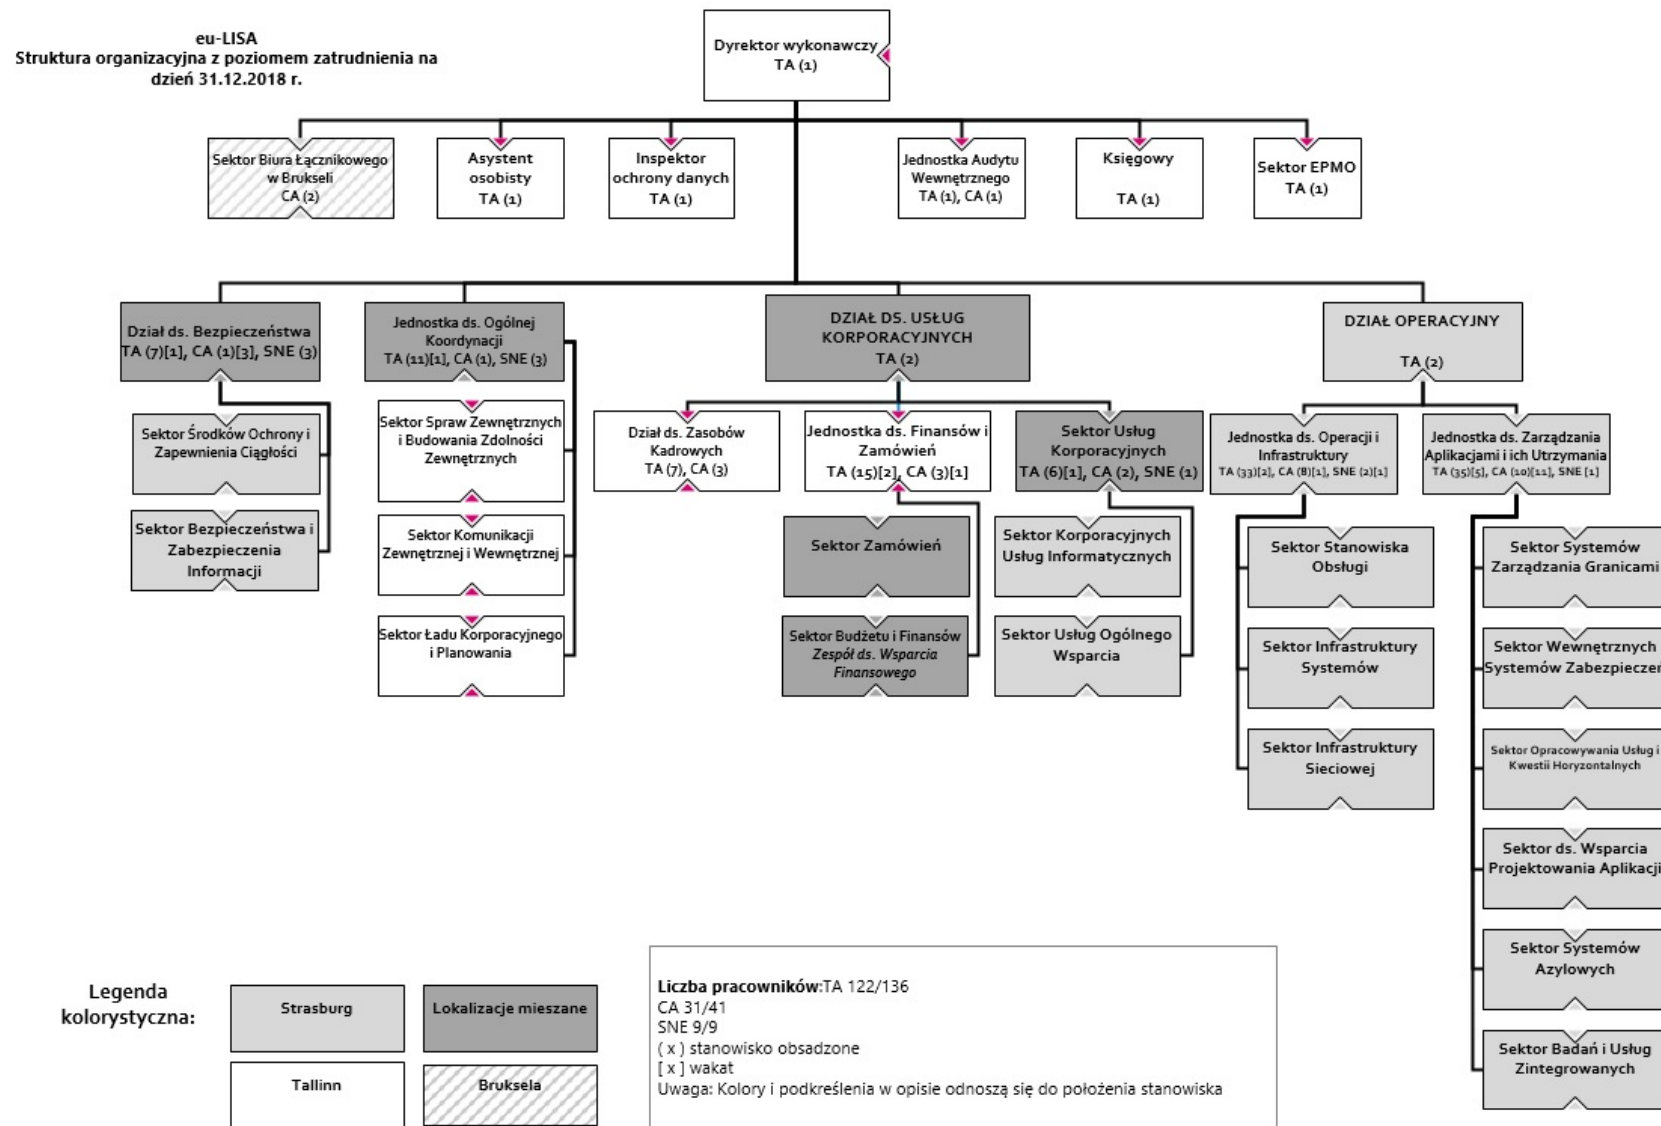 eu-LISA
Struktura organizacyjna z poziomem zatrudnienia na
dzień 31.12.2018 r.
Dyrektor wykonawczy
TA (1)
Sektor Biura Łącznikowego
w Brukseli
CA (2)
Asystent
osobisty
TA (1)
Inspektor
ochrony danych
TA (1)
Jednostka Audytu
Wewnętrznego
TA (1), CA (1)
Księgowy
TA (1)
Sektor EPMO
TA (1)
Dział ds. Bezpieczeństwa
TA (7)[1], CA (1)[3], SNE (3)
Jednostka ds. Ogólnej
Koordynacji
TA (11)[1], CA (1), SNE (3)
DZIAŁ DS. USŁUG
KORPORACYJNYCH
TA (2)
DZIAŁ OPERACYJNY
TA (2)
Sektor Środków Ochrony i
Zapewnienia Ciągłości
Sektor Bezpieczeństwa i
Zabezpieczenia
Informacji
Sektor Spraw Zewnętrznych
i Budowania Zdolności
Zewnętrznych
Sektor Komunikacji
Zewnętrznej i Wewnętrznej
Sektor Ładu Korporacyjnego
i Planowania
Dział ds. Zasobów
Kadrowych
TA (7), CA (3)
Jednostka ds. Finansów i
Zamówień
TA (15)[2], CA (3)[1]
Sektor Usług
Korporacyjnych
TA (6)[1], CA (2), SNE (1)
Sektor Zamówień
Sektor Budżetu i Finansów
Zespół ds. Wsparcia
Finansowego
Sektor Korporacyjnych
Usług Informatycznych
Sektor Usług Ogólnego
Wsparcia
Jednostka ds. Operacji i
Infrastruktury
TA (33)[2], CA (8)[1], SNE (2)[1]
Jednostka ds. Zarządzania
Aplikacjami i ich Utrzymania
TA (35)[5], CA (10)[11], SNE [1]
Sektor Stanowiska
Obsługi
Sektor Infrastruktury
Systemów
Sektor Infrastruktury
Sieciowej
Sektor Systemów
Zarządzania Granicami
Sektor Wewnętrznych
Systemów Zabezpieczeń
Sektor Opracowywania Usług i
Kwestii Horyzontalnych
Sektor ds. Wsparcia
Projektowania Aplikacji
Sektor Systemów
Azylowych
Sektor Badań i Usług
Zintegrowanych
Legenda
kolorystyczna:
Strasburg
Lokalizacje mieszane
Tallinn
Bruksela
Liczba pracowników:TA 122/136
CA 31/41
SNE 9/9
( x ) stanowisko obsadzone
[ x ] wakat
Uwaga: Kolory i podkreślenia w opisie odnoszą się do położenia stanowiska